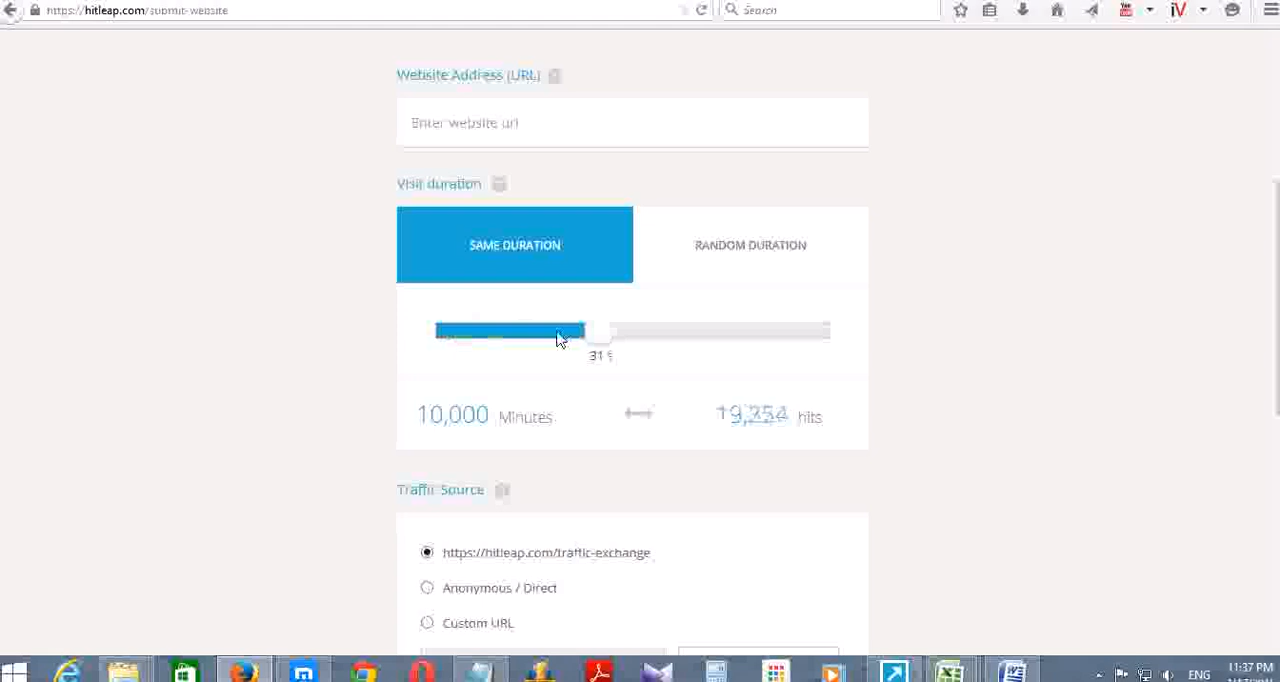 https://hitleap.com/submit-website
Search
Website Address (URL)
Enter website url
Visit duration
SAME DURATION
RANDOM DURATION
31 s
10,000 Minutes
19,354 hits
Traffic Source
https://hitleap.com/traffic-exchange
Anonymous / Direct
Custom URL
ENG
11:37 PM